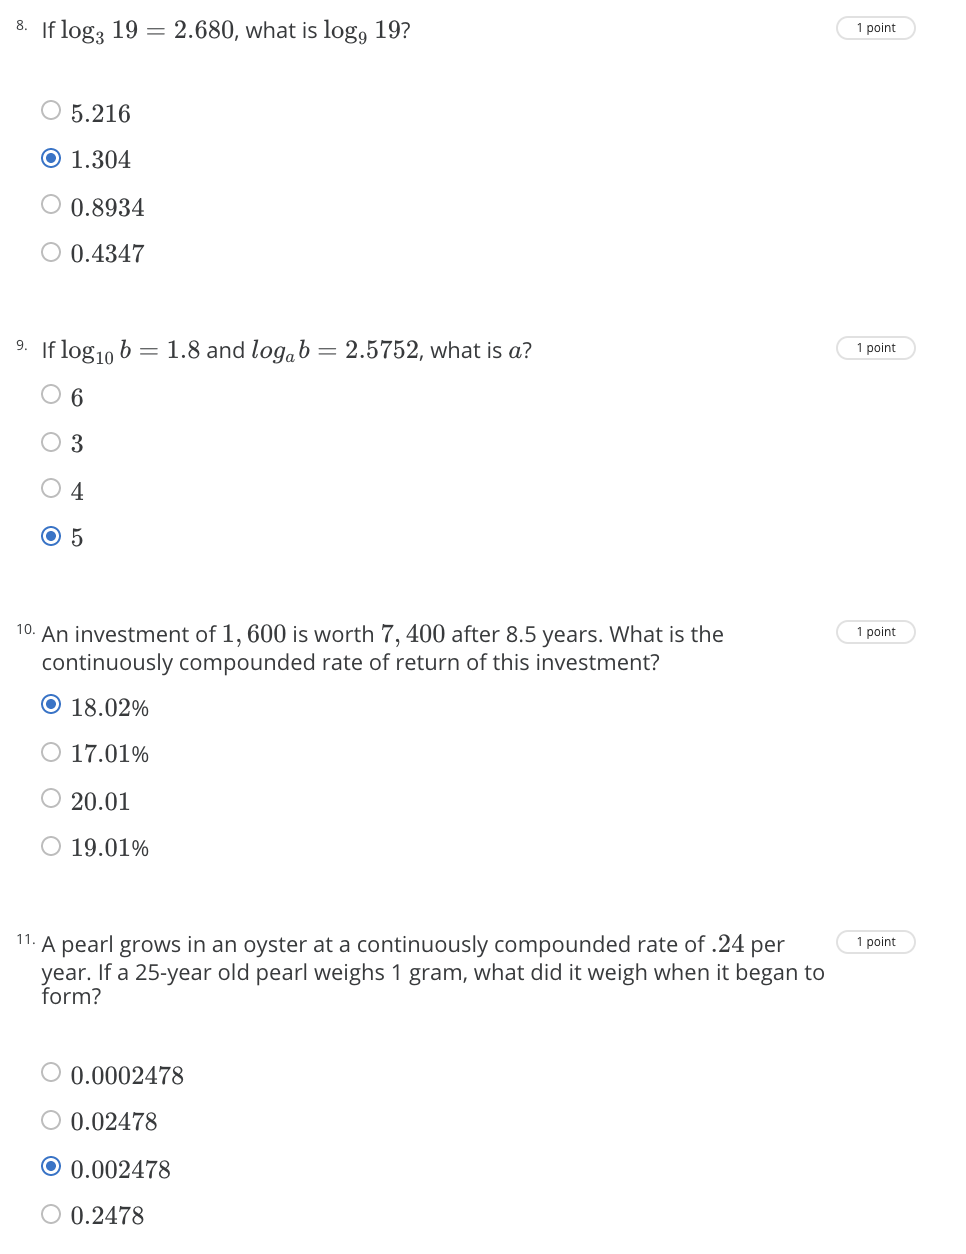 8. If log₃ 19 = 2.680, what is log₉ 19?
1 point
5.216
1.304
0.8934
0.4347
9. If log₁₀ b = 1.8 and logₐb = 2.5752, what is a?
1 point
6
3
4
5
10. An investment of 1, 600 is worth 7, 400 after 8.5 years. What is the
1 point
continuously compounded rate of return of this investment?
18.02%
17.01%
20.01
19.01%
11. A pearl grows in an oyster at a continuously compounded rate of .24 per
1 point
year. If a 25-year old pearl weighs 1 gram, what did it weigh when it began to
form?
0.0002478
0.02478
0.002478
0.2478